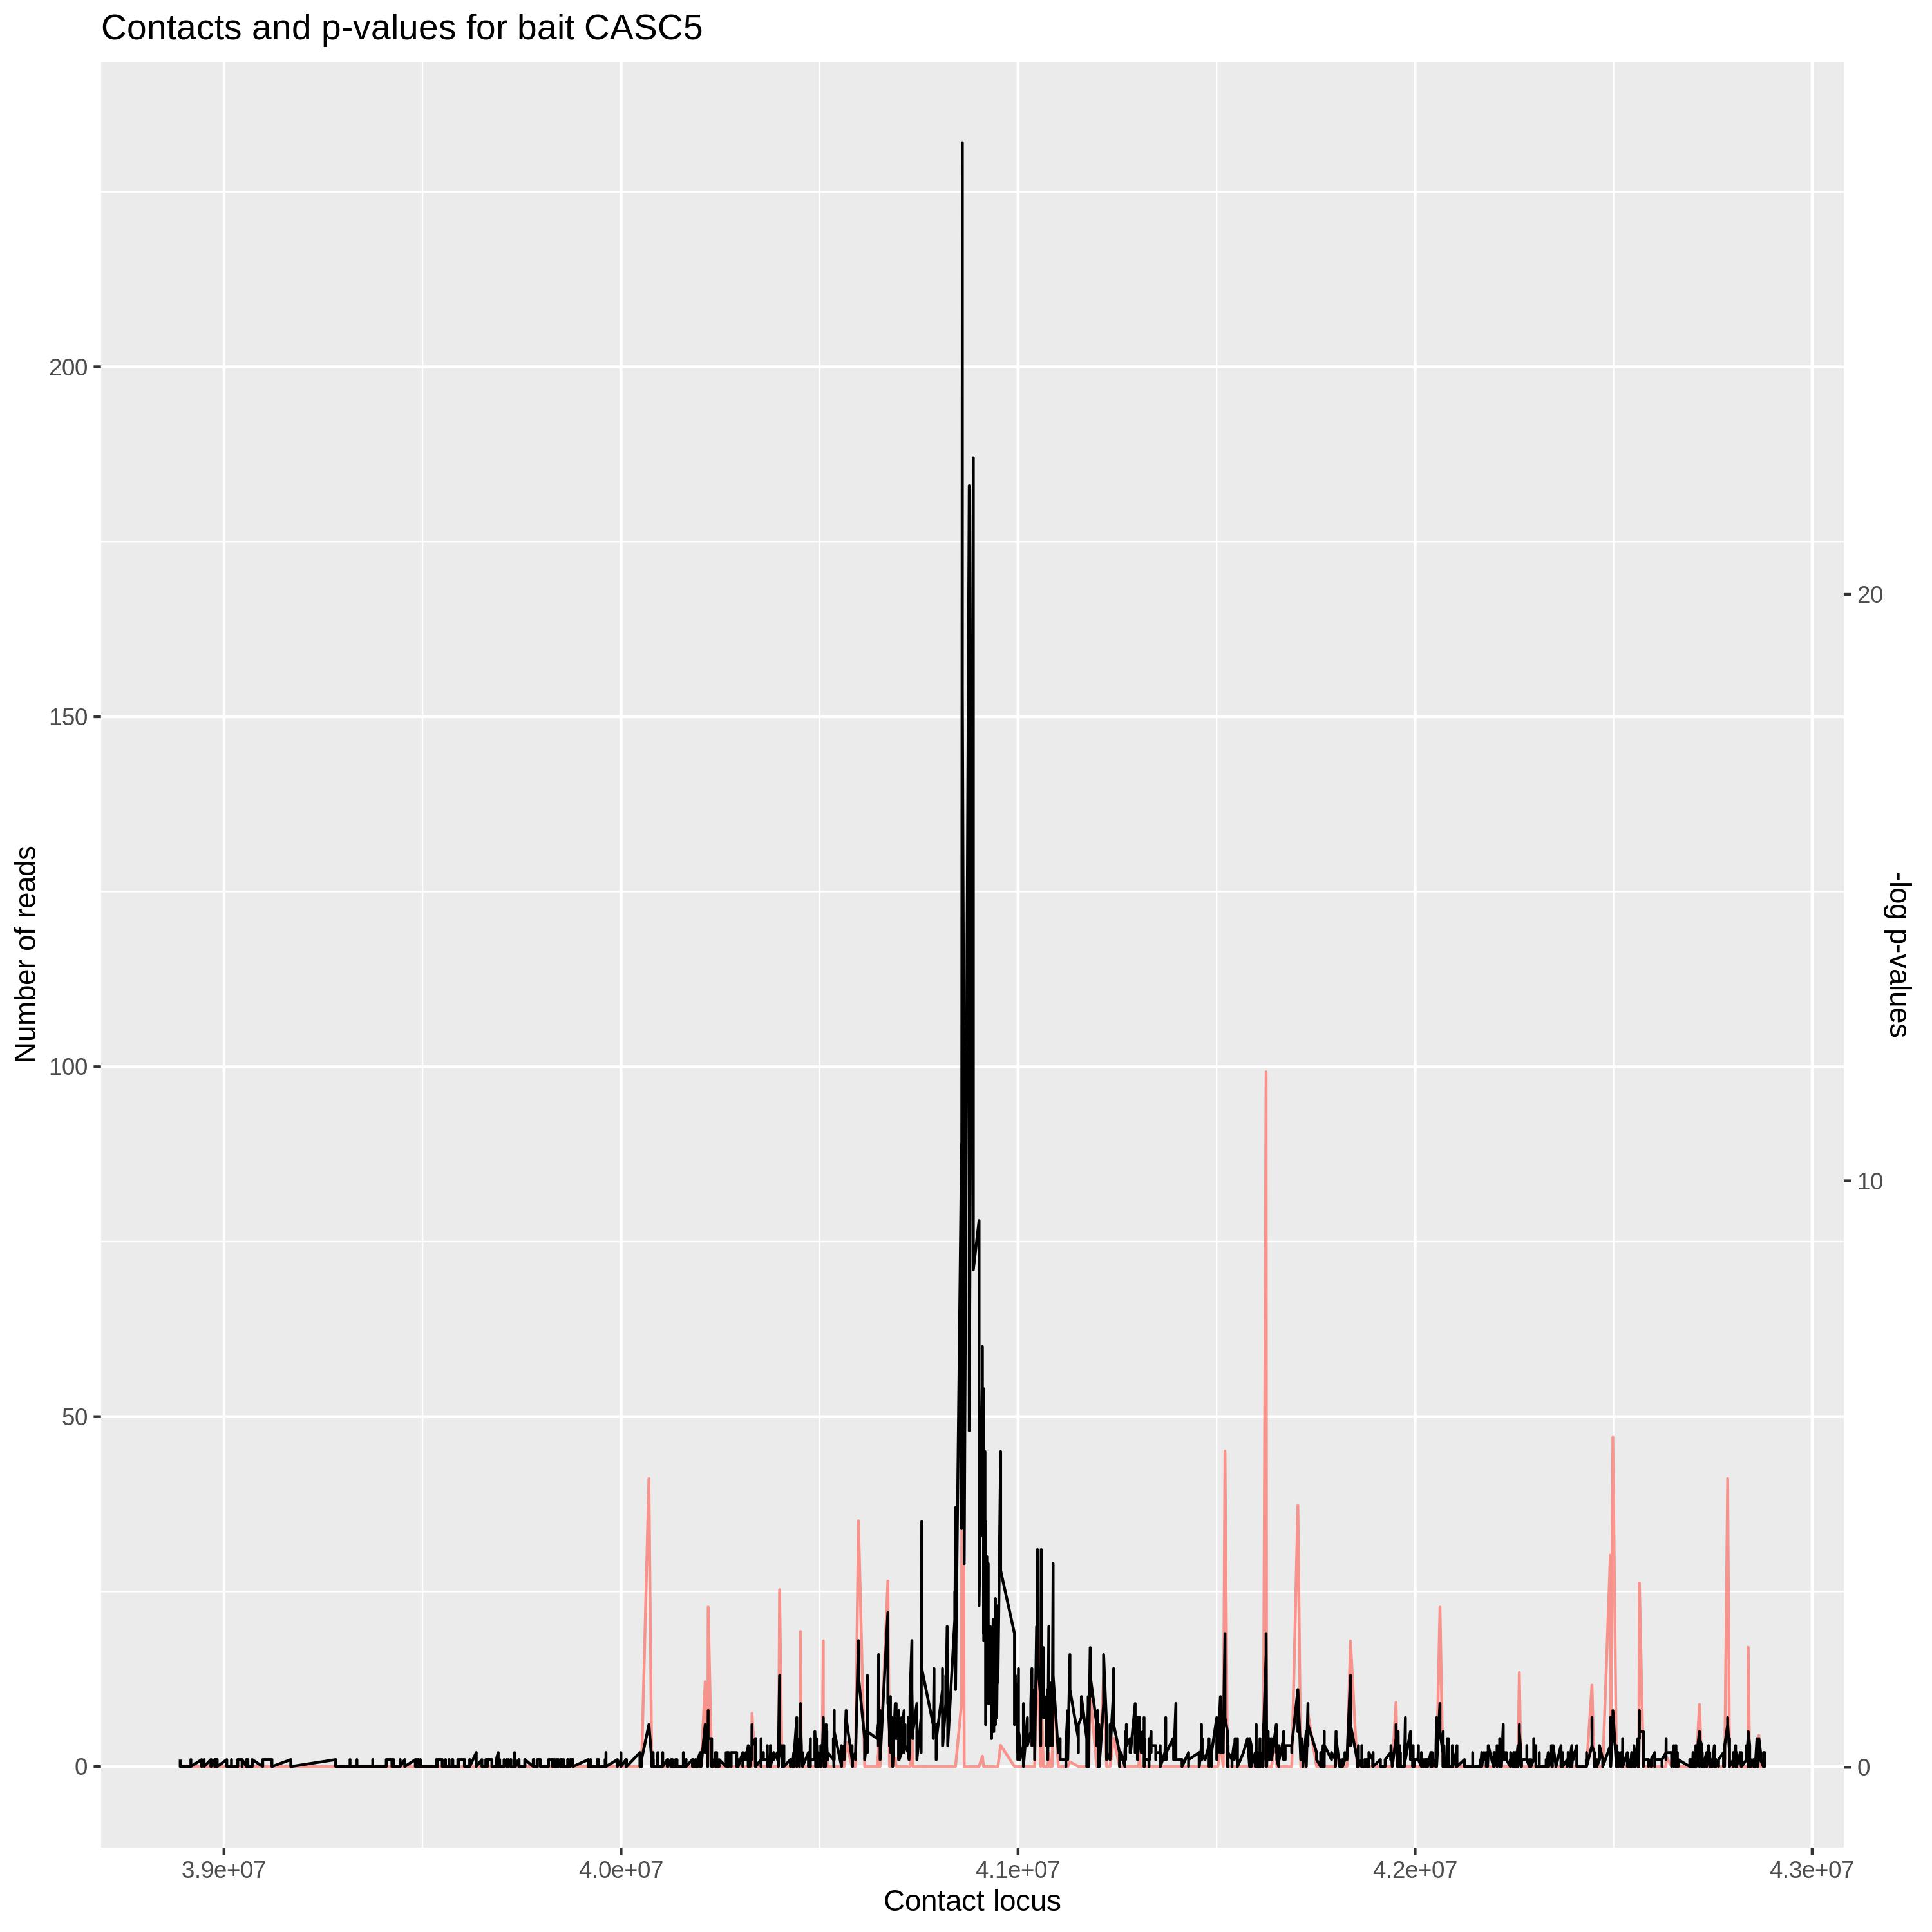 Contacts and p-values for bait CASC5
Number of reads
200
150
100
50
0
20
10
0
-log p-values
3.9e+07
4.0e+07
4.1e+07
4.2e+07
4.3e+07
Contact locus